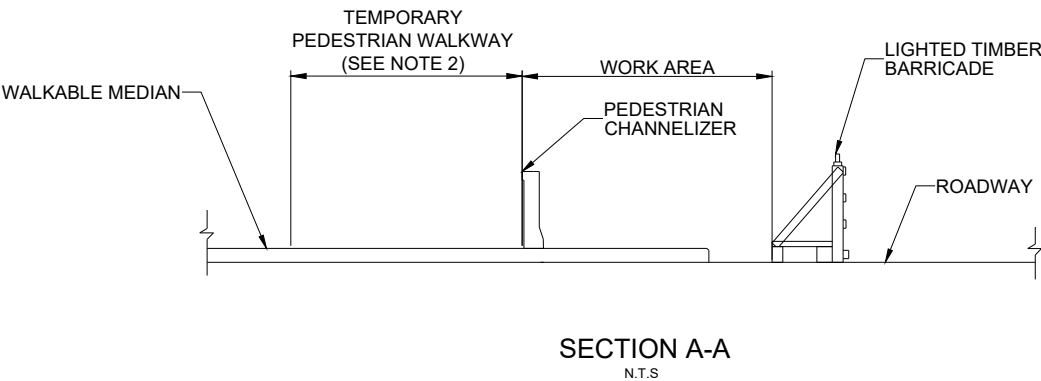 TEMPORARY
PEDESTRIAN WALKWAY
(SEE NOTE 2)
WORK AREA
LIGHTED TIMBER
BARRICADE
WALKABLE MEDIAN
PEDESTRIAN
CHANNELIZER
ROADWAY
SECTION A-A
N.T.S